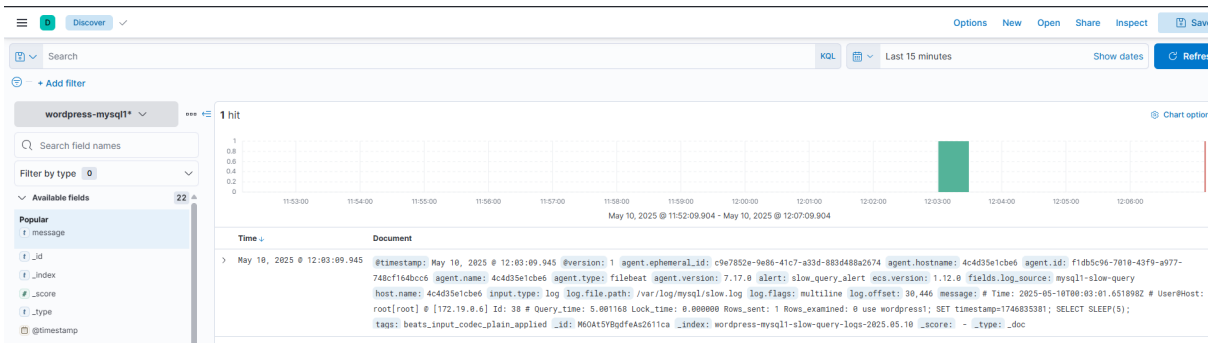 D Discover Options New Open Share Inspect Save
Search KQL Last 15 minutes Show dates Refres
+ Add filter
wordpress-mysql1*
1 hit
Chart option
Search field names
Filter by type 0
Available fields 22
Popular
t message
t _id
t _index
# _score
t _type
@timestamp
1
0.8
0.6
0.4
0.2
0
11:53:00 11:54:00 11:55:00 11:56:00 11:57:00 11:58:00 11:59:00 12:00:00 12:01:00 12:02:00 12:03:00 12:04:00 12:05:00 12:06:00
May 10, 2025 @ 11:52:09.904 - May 10, 2025 @ 12:07:09.904
Time ↓ Document
May 10, 2025 @ 12:03:09.945 @timestamp: May 10, 2025 @ 12:03:09.945 @version: 1 agent.ephemeral_id: c9e7852e-9e86-41c7-a33d-883d488a2674 agent.hostname: 4c4d35e1cbe6 agent.id: f1db5c96-7010-43f9-a977-
748cf164bcc6 agent.name: 4c4d35e1cbe6 agent.type: filebeat agent.version: 7.17.0 alert: slow_query_alert ecs.version: 1.12.0 fields.log_source: mysql1-slow-query
host.name: 4c4d35e1cbe6 input.type: log log.file.path: /var/log/mysql/slow.log log.flags: multiline log.offset: 30,446 message: # Time: 2025-05-10T00:03:01.651898Z # User@Host:
root[root] @ [172.19.0.6] Id: 38 # Query_time: 5.001168 Lock_time: 0.000000 Rows_sent: 1 Rows_examined: 0 use wordpress1; SET timestamp=1746835381; SELECT SLEEP(5);
tags: beats_input_codec_plain_applied _id: M6OAt5YBgdfeAs2611ca _index: wordpress-mysql1-slow-query-logs-2025.05.10 _score: - _type: _doc